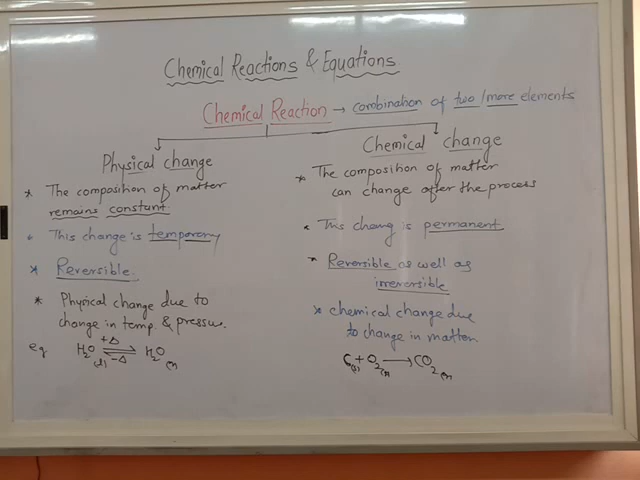 Chemical Reactions & Equations
Chemical Reaction → combination of two / more elements
Physical change
* The composition of matter
remains constant.
* This change is temporary
* Reversible.
* Physical change due to
change in temp. & pressure.
eg H₂O(l) +Δ ⇌ -Δ H₂O(g)
Chemical change
* The composition of matter
can change after the process
* This chang is permanent
* Reversible as well as
irreversible
* chemical change due
to change in matter.
C(s) + O₂(g) → CO₂(g)